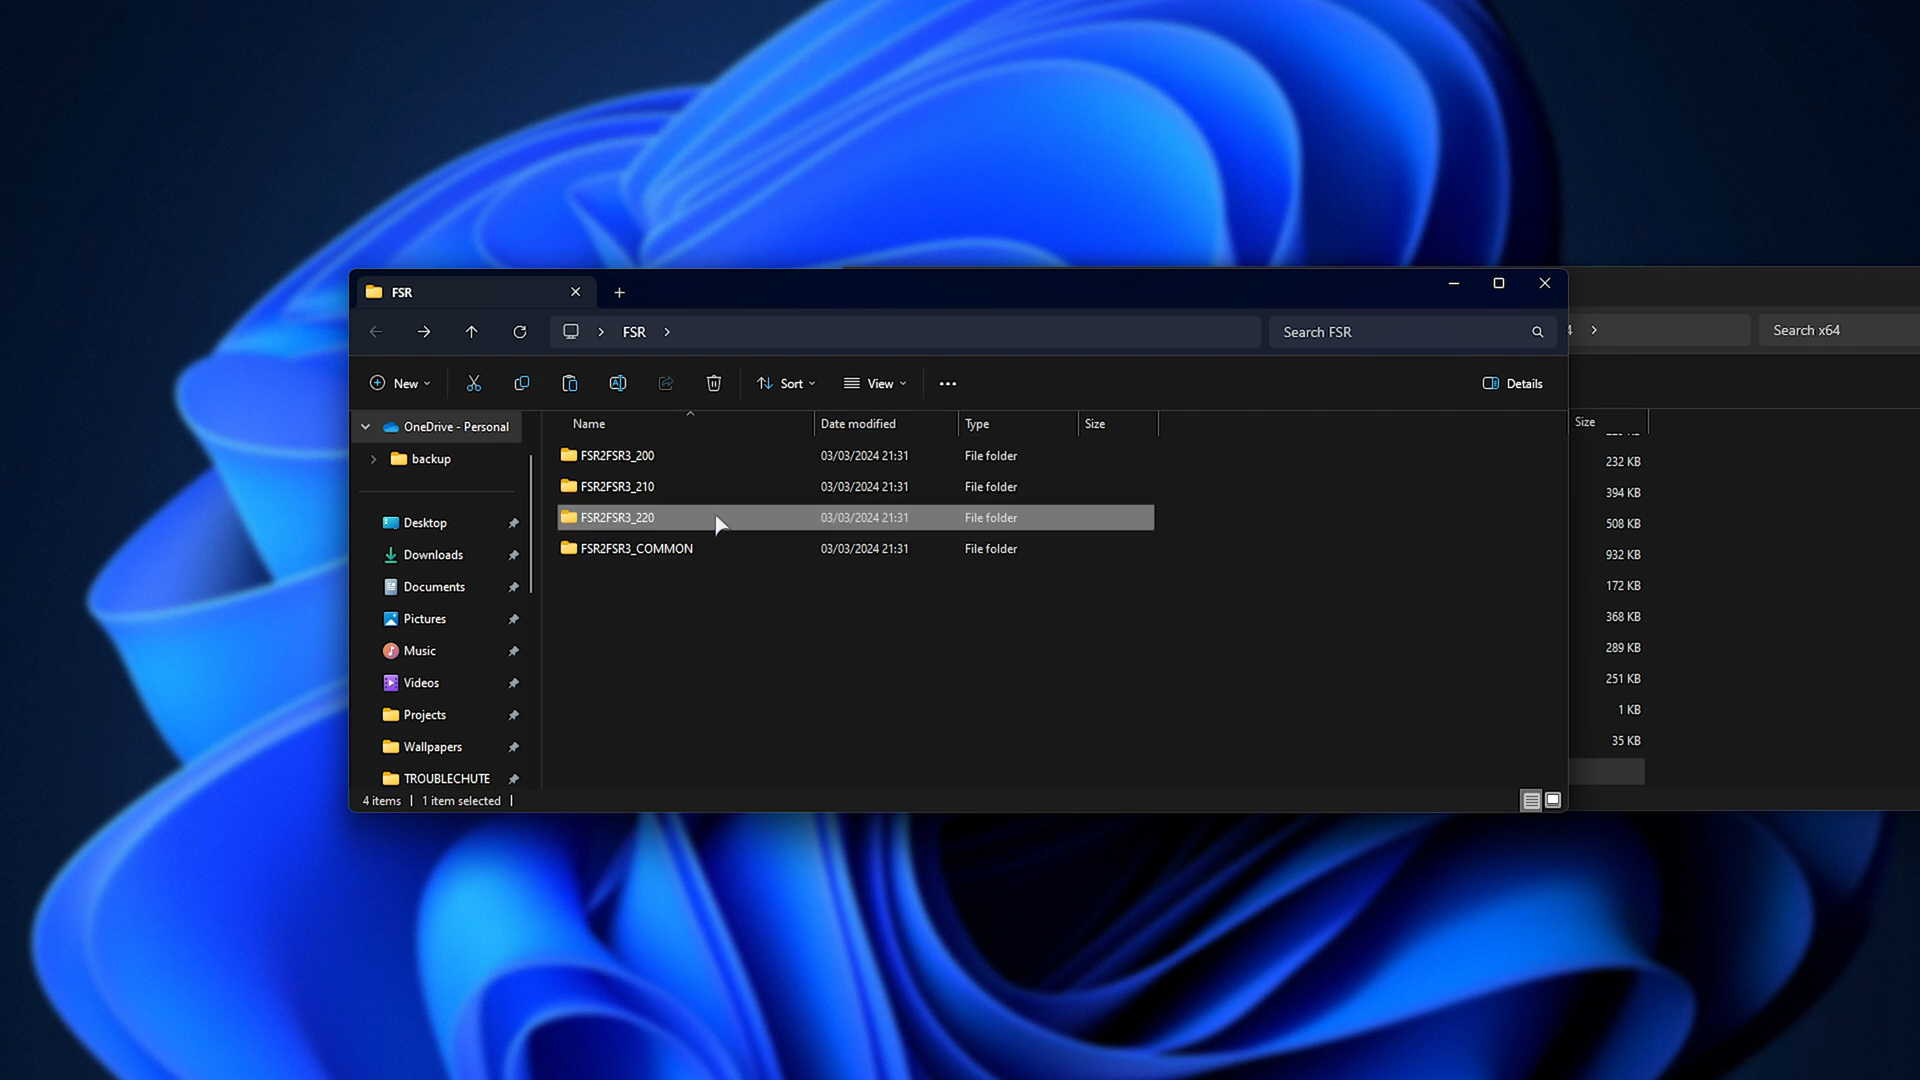 FSR
FSR
Search FSR
Search x64
New
Sort
View
Details
OneDrive - Personal
backup
Desktop
Downloads
Documents
Pictures
Music
Videos
Projects
Wallpapers
TROUBLECHUTE
Name Date modified Type Size
FSR2FSR3_200 03/03/2024 21:31 File folder
FSR2FSR3_210 03/03/2024 21:31 File folder
FSR2FSR3_220 03/03/2024 21:31 File folder
FSR2FSR3_COMMON 03/03/2024 21:31 File folder
4 items 1 item selected
Size
232 KB
394 KB
508 KB
932 KB
172 KB
368 KB
289 KB
251 KB
1 KB
35 KB